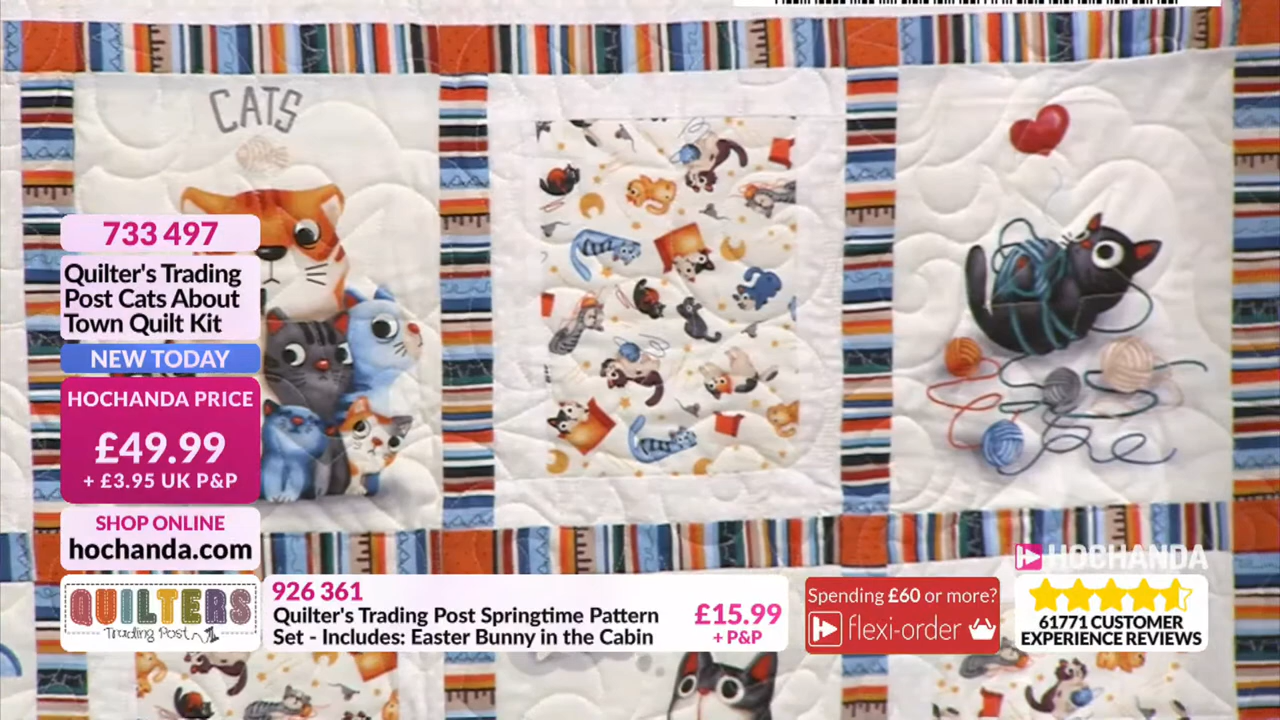 CATS
733 497
Quilter's Trading
Post Cats About
Town Quilt Kit
NEW TODAY
HOCHANDA PRICE
£49.99
+ £3.95 UK P&P
SHOP ONLINE
hochanda.com
QUILTERS
Trading Post
926 361
Quilter's Trading Post Springtime Pattern
Set - Includes: Easter Bunny in the Cabin
£15.99
+ P&P
Spending £60 or more?
flexi-order
HOCHANDA
61771 CUSTOMER
EXPERIENCE REVIEWS